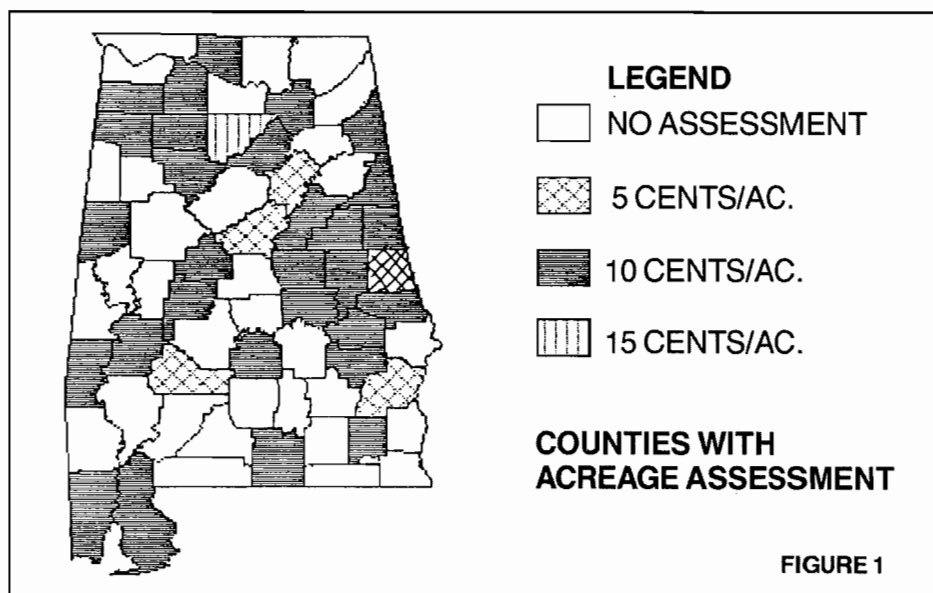 LEGEND
NO ASSESSMENT
5 CENTS/AC.
10 CENTS/AC.
15 CENTS/AC.
COUNTIES WITH
ACREAGE ASSESSMENT
FIGURE 1